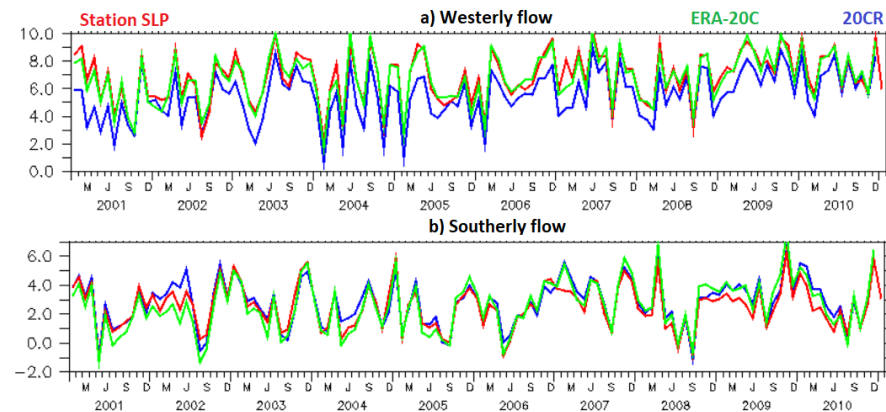 Station SLP a) Westerly flow ERA-20C 20CR
10.0
8.0
6.0
4.0
2.0
0.0
M J S D M J S D M J S D M J S D M J S D M J S D M J S D M J S D M J S D M J S D
2001 2002 2003 2004 2005 2006 2007 2008 2009 2010
b) Southerly flow
6.0
4.0
2.0
0.0
-2.0
M J S D M J S D M J S D M J S D M J S D M J S D M J S D M J S D M J S D M J S D
2001 2002 2003 2004 2005 2006 2007 2008 2009 2010